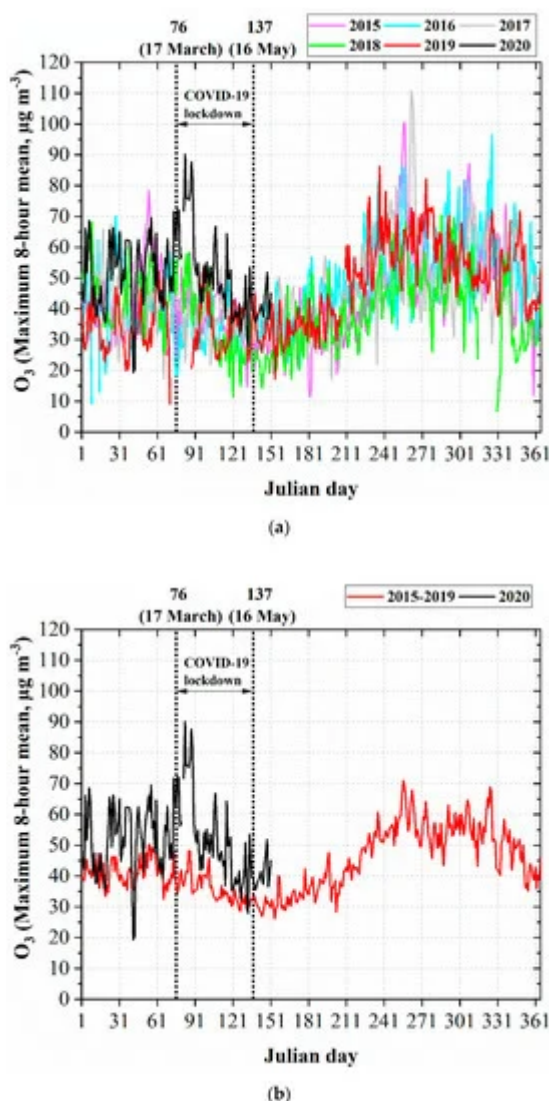 76 137
(17 March) (16 May)
2015 2016 2017
2018 2019 2020
COVID-19
lockdown
O3 (Maximum 8-hour mean, µg m-3)
120
110
100
90
80
70
60
50
40
30
20
10
0
1 31 61 91 121 151 181 211 241 271 301 331 361
Julian day
(a)
76 137
(17 March) (16 May)
2015-2019 2020
COVID-19
lockdown
O3 (Maximum 8-hour mean, µg m-3)
120
110
100
90
80
70
60
50
40
30
20
10
0
1 31 61 91 121 151 181 211 241 271 301 331 361
Julian day
(b)